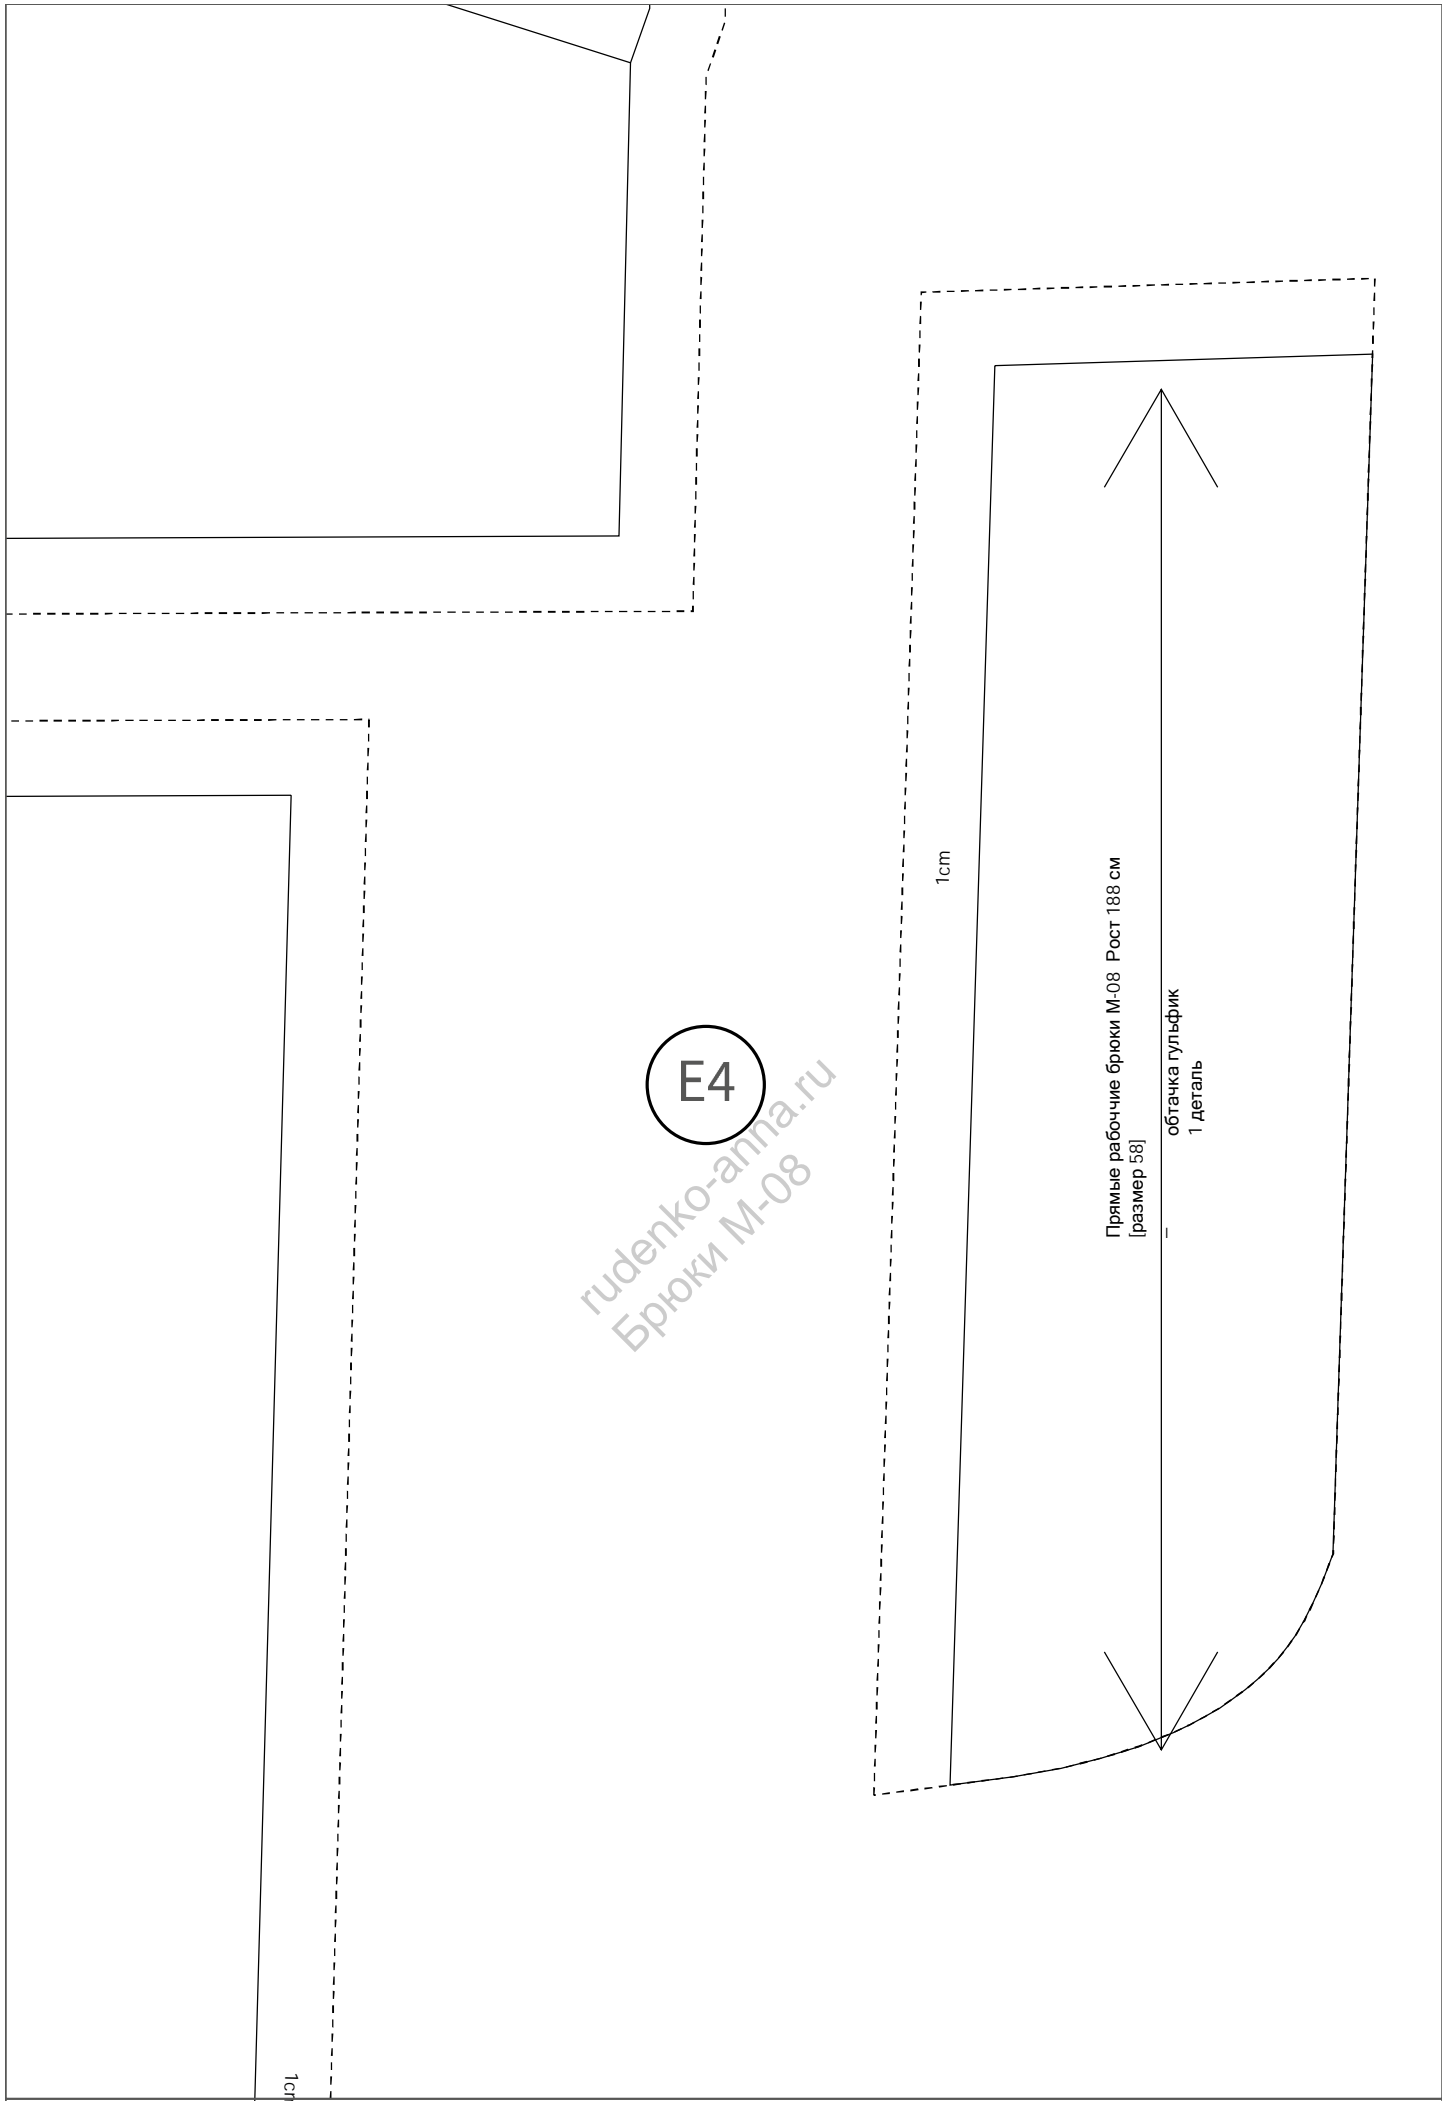 1cm
Прямые рабоччие брюки М-08 Рост 188 см
[размер 58]
_
обтачка гульфик
1 деталь
E4
rudenko-anna.ru
Брюки М-08